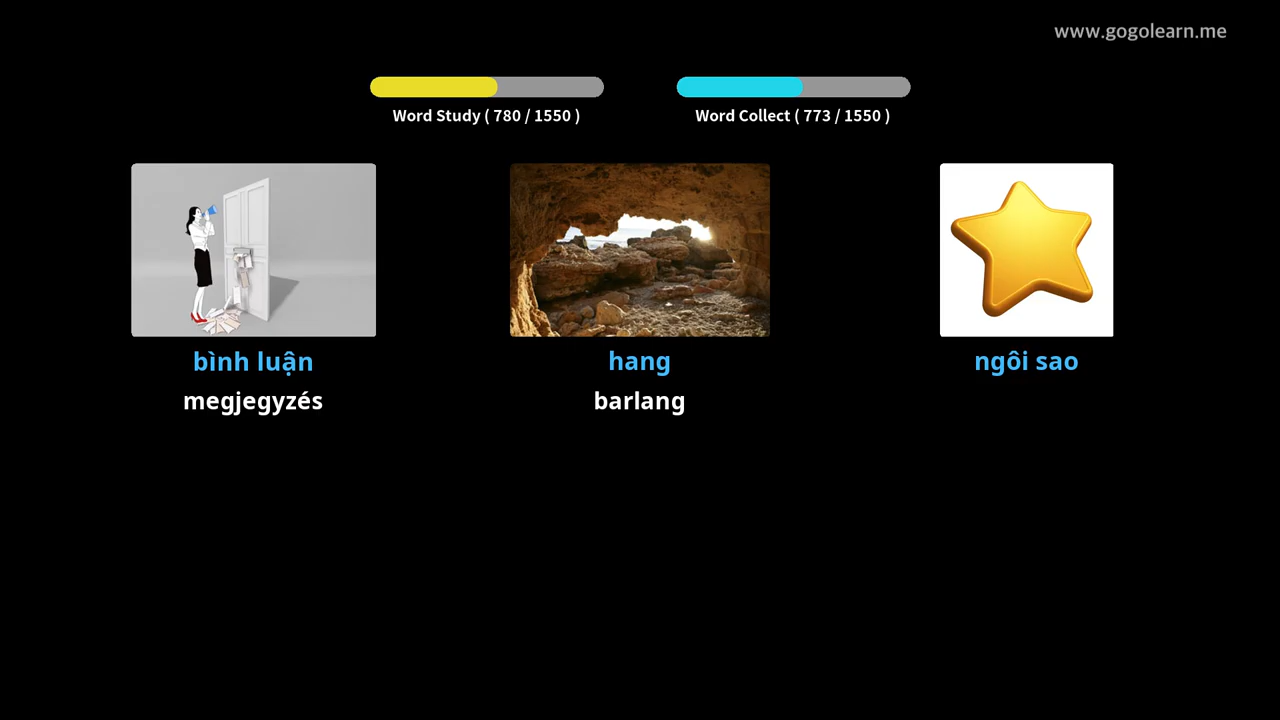 www.gogolearn.me
Word Study ( 780 / 1550 )
Word Collect ( 773 / 1550 )
bình luận
megjegyzés
hang
barlang
ngôi sao